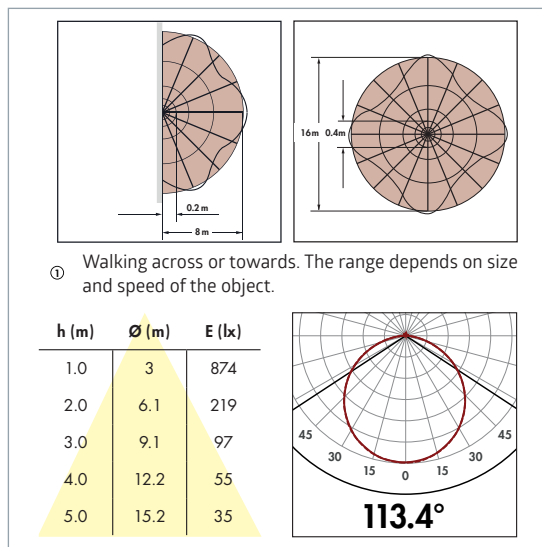 0.2 m
8 m
16 m 0.4m
① Walking across or towards. The range depends on size
and speed of the object.
h (m) Ø (m) E (lx)
1.0 3 874
2.0 6.1 219
3.0 9.1 97
4.0 12.2 55
5.0 15.2 35
45 45
30 30
15 15
0
113.4°